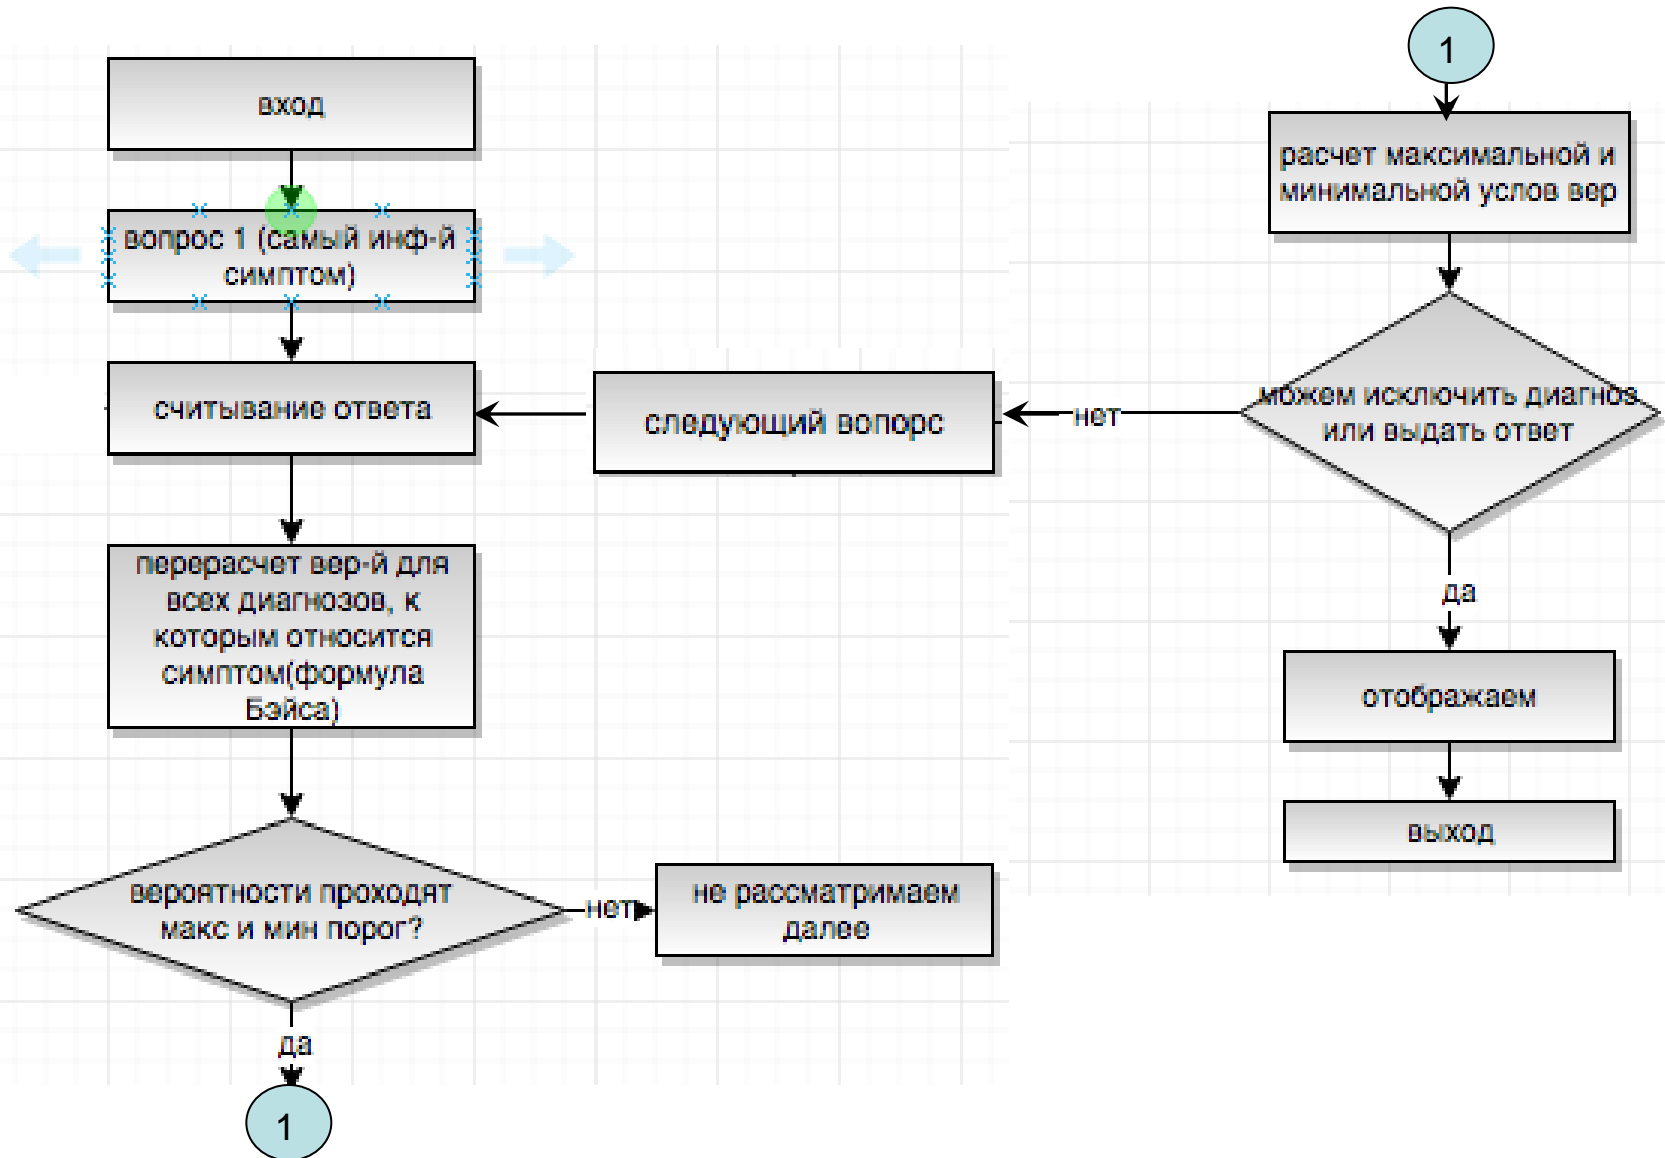 вход
вопрос 1 (самый инф-й
симптом)
считывание ответа
следующий вопорс
перерасчет вер-й для
всех диагнозов, к
которым относится
симптом(формула
Бэйса)
вероятности проходят
макс и мин порог?
нет
не рассматримаем
далее
да
1
1
расчет максимальной и
минимальной услов вер
можем исключить диагноз
или выдать ответ
нет
да
отображаем
выход